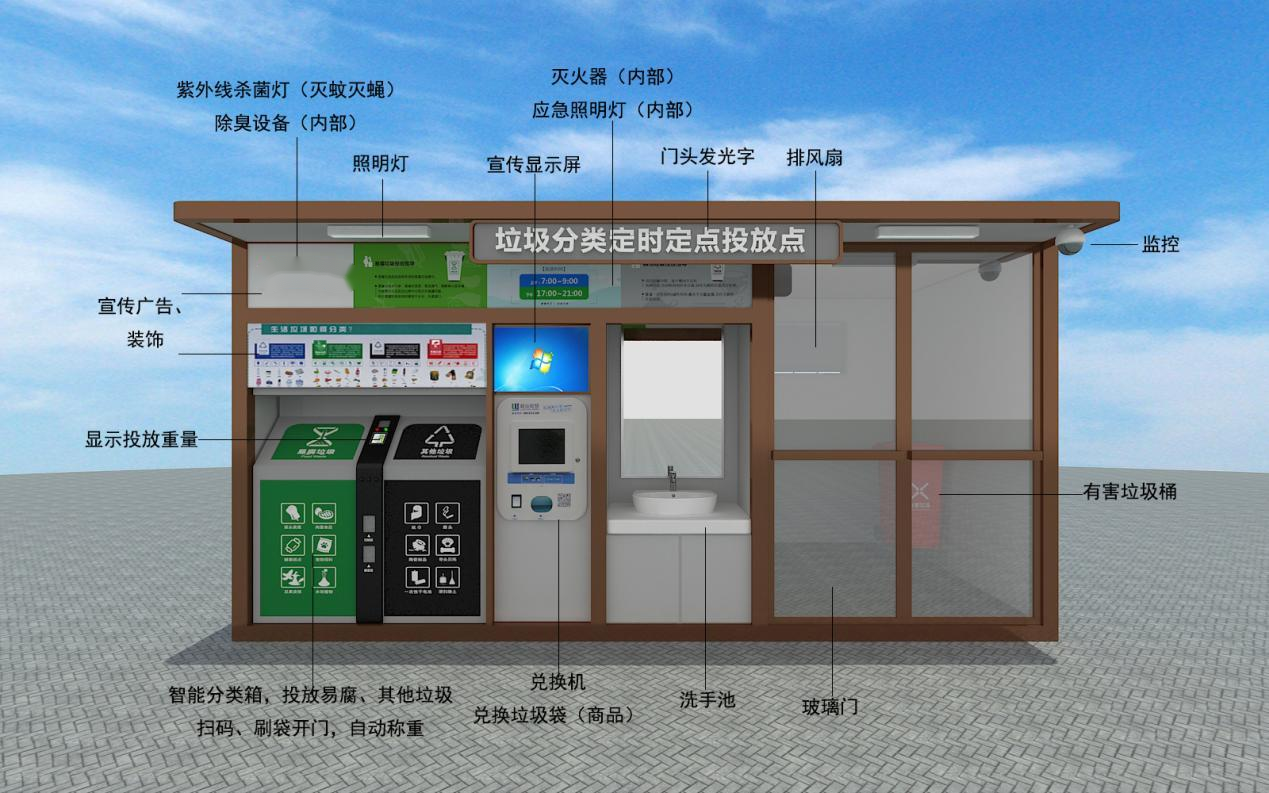 紫外线杀菌灯（灭蚊灭蝇）
除臭设备（内部）
灭火器（内部）
应急照明灯（内部）
照明灯
宣传显示屏
门头发光字
排风扇
垃圾分类定时定点投放点
监控
7:00~9:00
17:00~21:00
宣传广告、
装饰
生活垃圾如何分类?
显示投放重量
易腐垃圾
其他垃圾
有害垃圾桶
智能分类箱，投放易腐、其他垃圾
扫码、刷袋开门，自动称重
兑换机
兑换垃圾袋（商品）
洗手池
玻璃门